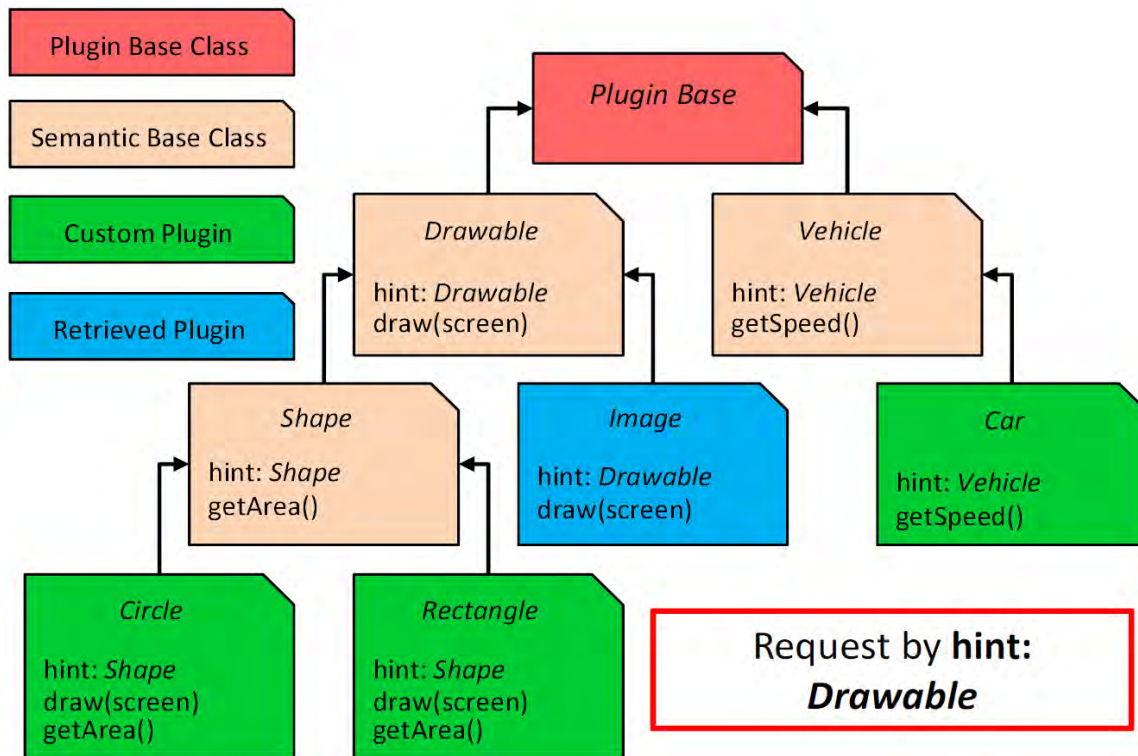 Plugin Base Class
Semantic Base Class
Custom Plugin
Retrieved Plugin
Plugin Base
Drawable
hint: Drawable
draw(screen)
Vehicle
hint: Vehicle
getSpeed()
Shape
hint: Shape
getArea()
Image
hint: Drawable
draw(screen)
Car
hint: Vehicle
getSpeed()
Circle
hint: Shape
draw(screen)
getArea()
Rectangle
hint: Shape
draw(screen)
getArea()
Request by hint:
Drawable